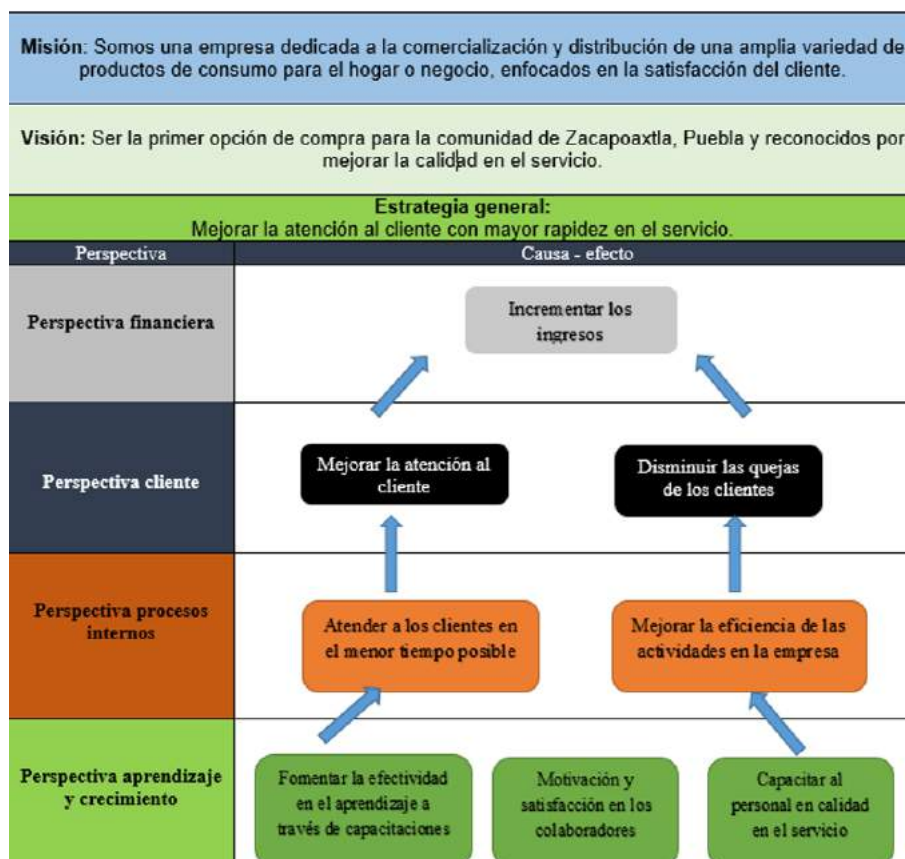 Misión: Somos una empresa dedicada a la comercialización y distribución de una amplia variedad de
productos de consumo para el hogar o negocio, enfocados en la satisfacción del cliente.
Visión: Ser la primer opción de compra para la comunidad de Zacapoaxtla, Puebla y reconocidos por
mejorar la calidad en el servicio.
Estrategia general:
Mejorar la atención al cliente con mayor rapidez en el servicio.
Perspectiva
Causa - efecto
Perspectiva financiera
Incrementar los
ingresos
Perspectiva cliente
Mejorar la atención al
cliente
Disminuir las quejas
de los clientes
Perspectiva procesos
internos
Atender a los clientes en
el menor tiempo posible
Mejorar la eficiencia de las
actividades en la empresa
Perspectiva aprendizaje
y crecimiento
Fomentar la efectividad
en el aprendizaje a
través de capacitaciones
Motivación y
satisfacción en los
colaboradores
Capacitar al
personal en calidad
en el servicio